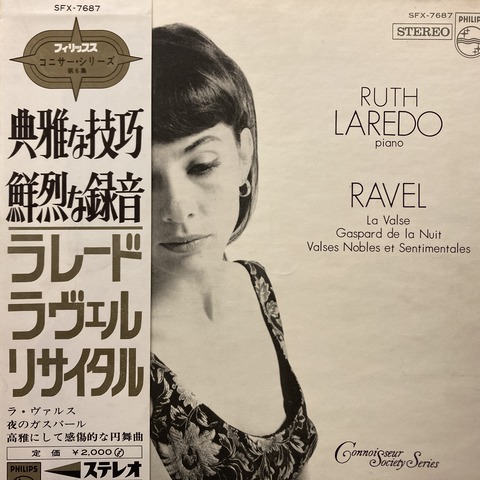 SFX-7687
フィリップス
コニサー・シリーズ
第6集
典雅な技巧
鮮烈な録音
ラレード
ラヴェル
リサイタル
ラ・ヴァルス
夜のガスパール
高雅にして感傷的な円舞曲
定 価 ¥2,000
PHILIPS
ステレオ
SFX-7687
STEREO
PHILIPS
RUTH
LAREDO
piano
RAVEL
La Valse
Gaspard de la Nuit
Valses Nobles et Sentimentales
Connoisseur
Society Series